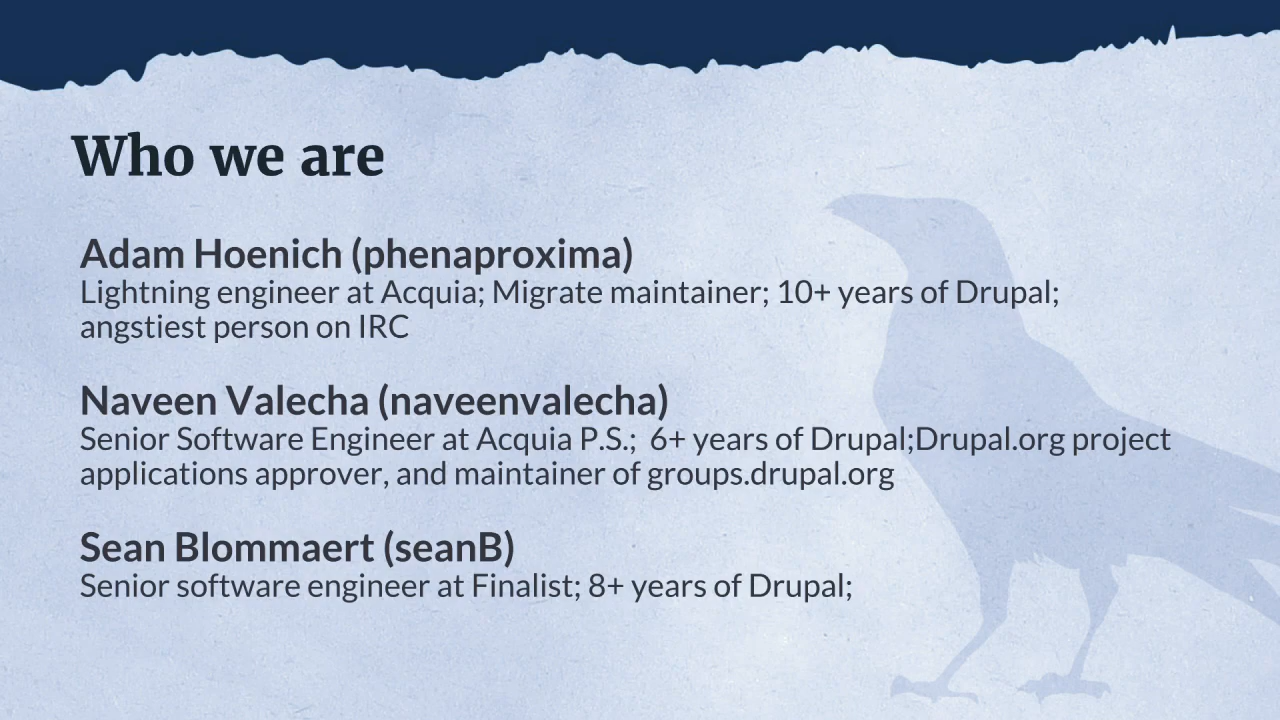 Who we are
Adam Hoenich (phenaproxima)
Lightning engineer at Acquia; Migrate maintainer; 10+ years of Drupal;
angstiest person on IRC
Naveen Valecha (naveenvalecha)
Senior Software Engineer at Acquia P.S.;  6+ years of Drupal;Drupal.org project
applications approver, and maintainer of groups.drupal.org
Sean Blommaert (seanB)
Senior software engineer at Finalist; 8+ years of Drupal;